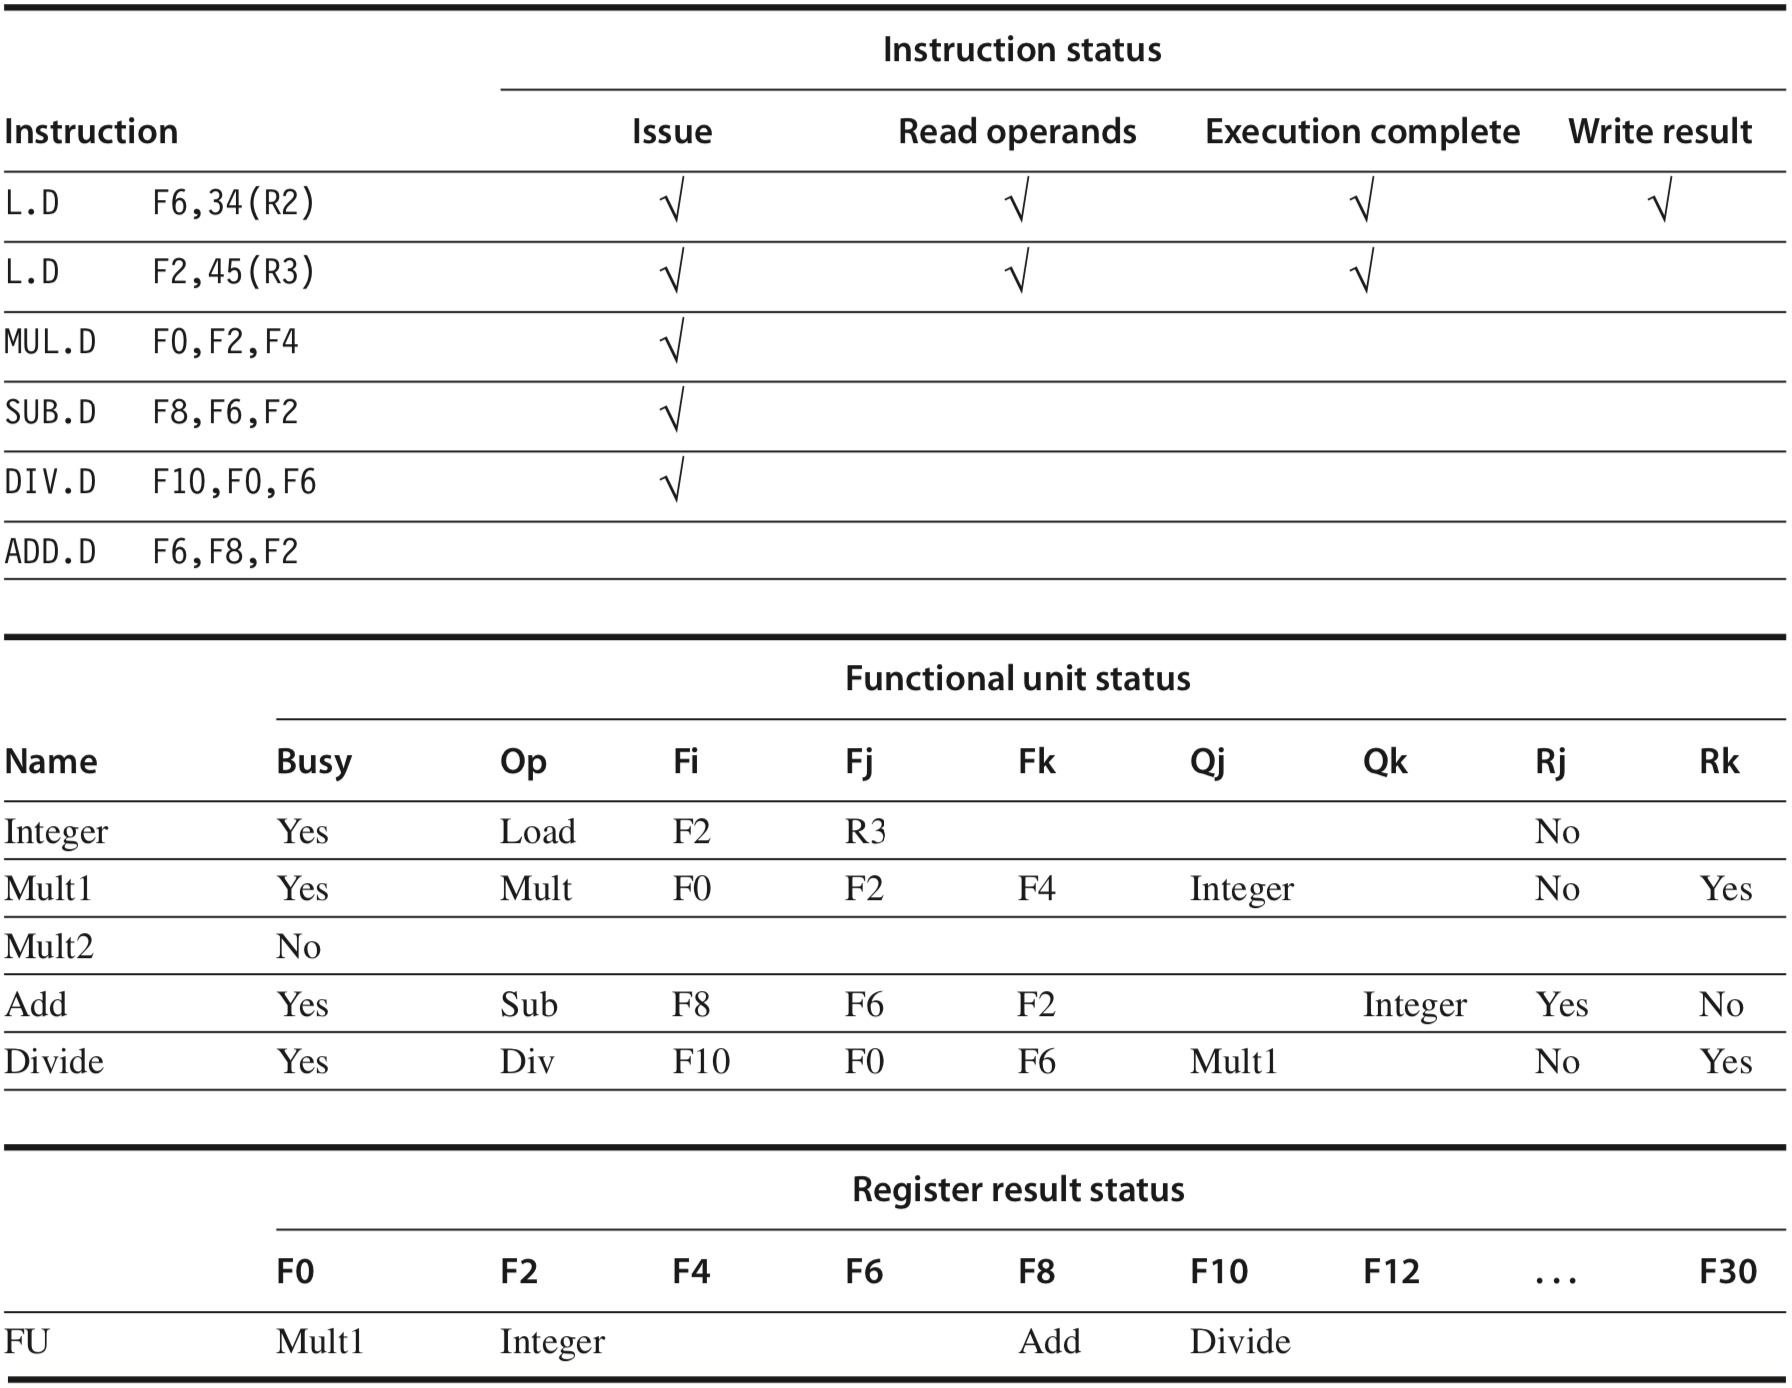 Instruction status
Instruction Issue Read operands Execution complete Write result
L.D F6,34(R2) √ √ √ √
L.D F2,45(R3) √ √ √
MUL.D F0,F2,F4 √
SUB.D F8,F6,F2 √
DIV.D F10,F0,F6 √
ADD.D F6,F8,F2
Functional unit status
Name Busy Op Fi Fj Fk Qj Qk Rj Rk
Integer Yes Load F2 R3 No
Mult1 Yes Mult F0 F2 F4 Integer No Yes
Mult2 No
Add Yes Sub F8 F6 F2 Integer Yes No
Divide Yes Div F10 F0 F6 Mult1 No Yes
Register result status
F0 F2 F4 F6 F8 F10 F12 ... F30
FU Mult1 Integer Add Divide